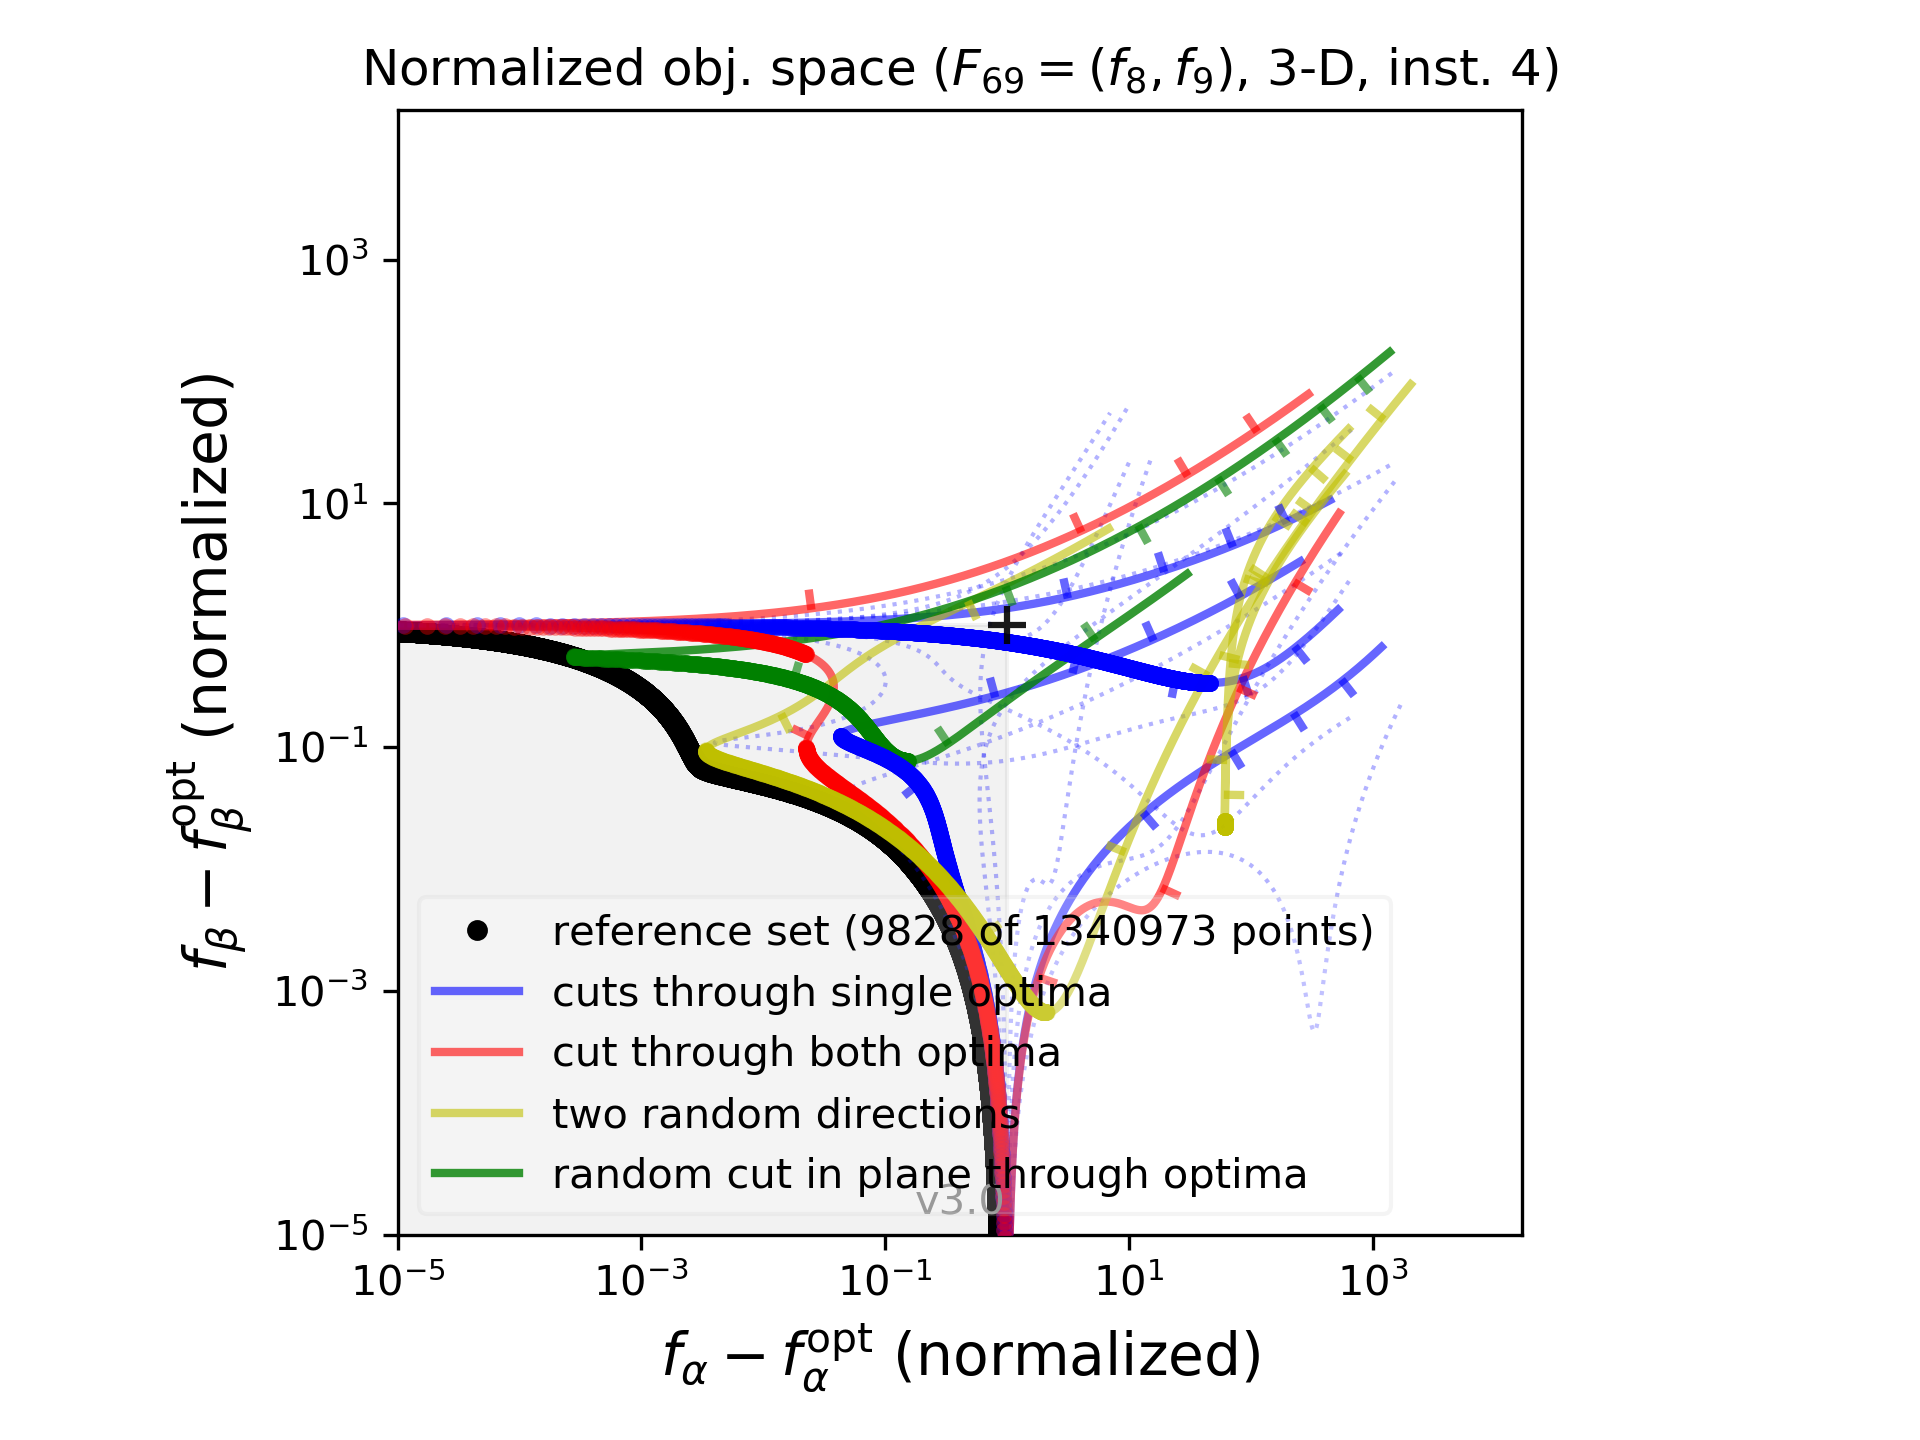 Normalized obj. space (F₆₉ = (f₈, f₉), 3-D, inst. 4)
f_β − f_β^opt (normalized)
10³
10¹
10⁻¹
10⁻³
10⁻⁵
reference set (9828 of 1340973 points)
cuts through single optima
cut through both optima
two random directions
random cut in plane through optima
v3.0
10⁻⁵ 10⁻³ 10⁻¹ 10¹ 10³
f_α − f_α^opt (normalized)